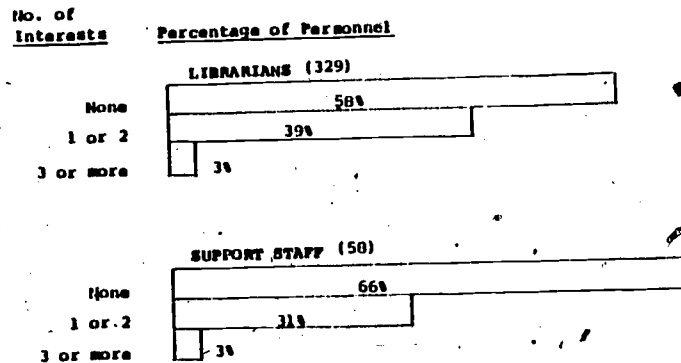 No. of
Interests Percentage of Personnel
LIBRARIANS (329)
None 58%
1 or 2 39%
3 or more 3%
SUPPORT STAFF (58)
None 66%
1 or 2 31%
3 or more 3%